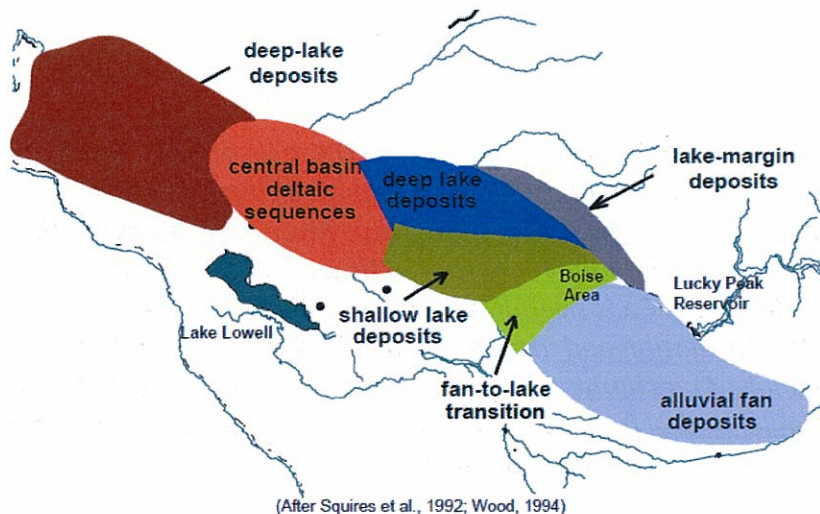 deep-lake
deposits
central basin
deltaic
sequences
deep lake
deposits
lake-margin
deposits
Boise
Area
Lucky Peak
Reservoir
Lake Lowell
shallow lake
deposits
fan-to-lake
transition
alluvial fan
deposits
(After Squires et al., 1992; Wood, 1994)